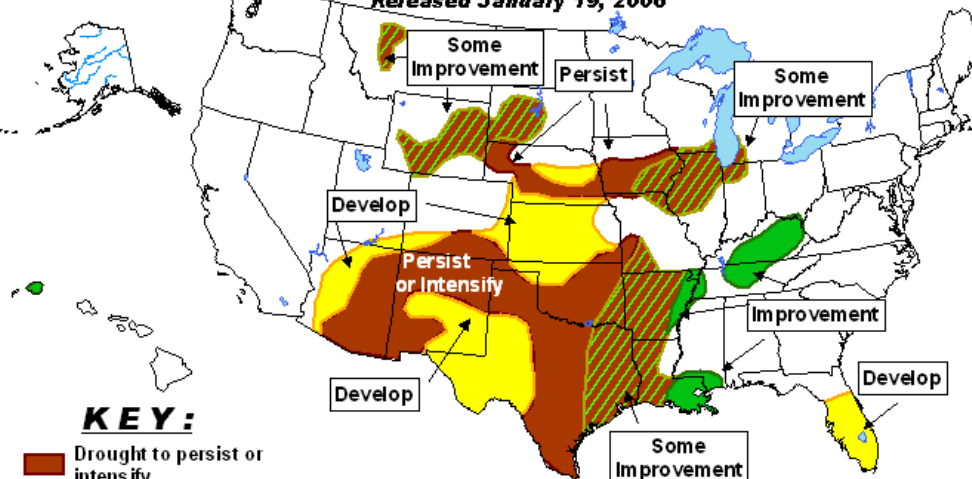 Released January 19, 2006
Some
Improvement
Persist
Some
Improvement
Develop
Persist
or Intensify
Improvement
Develop
Develop
Some
Improvement
KEY:
Drought to persist or
intensify